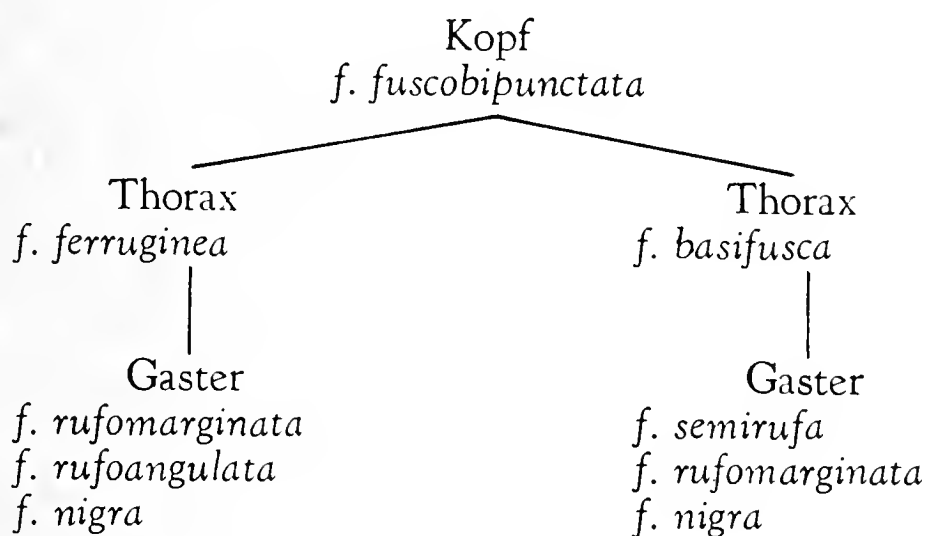 Kopf
f. fuscobipunctata
Thorax
f. ferruginea
Thorax
f. basifusca
Gaster
f. rufomarginata
f. rufoangulata
f. nigra
Gaster
f. semirufa
f. rufomarginata
f. nigra